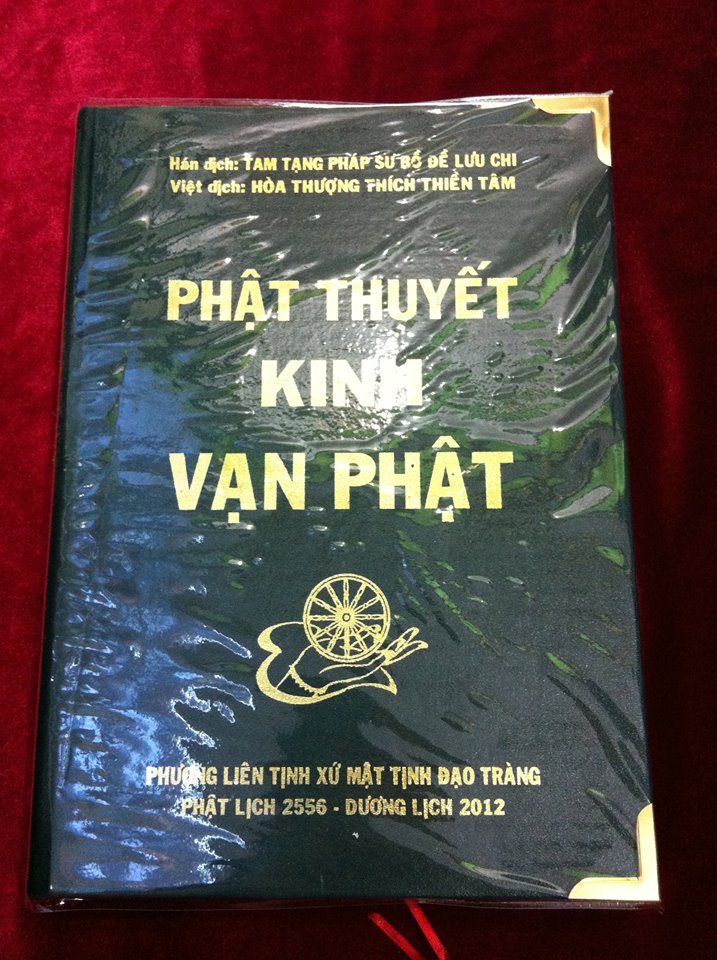 Hán dịch: TAM TẠNG PHÁP SƯ BỒ ĐỀ LƯU CHI
Việt dịch: HÒA THƯỢNG THÍCH THIỀN TÂM
PHẬT THUYẾT
KINH
VẠN PHẬT
PHƯƠNG LIÊN TỊNH XỨ MẬT TỊNH ĐẠO TRÀNG
PHẬT LỊCH 2556 - DƯƠNG LỊCH 2012